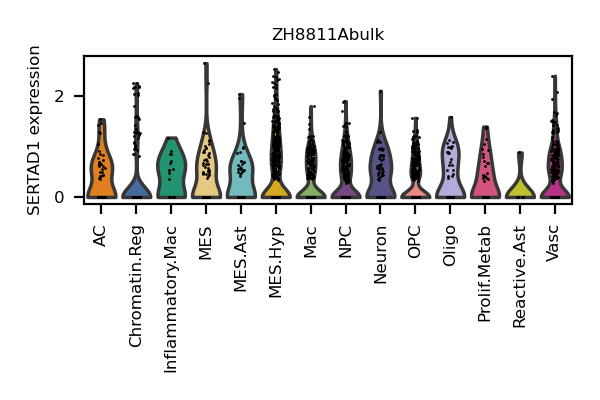 ZH8811Abulk
SERTAD1 expression
2
0
AC
Chromatin.Reg
Inflammatory.Mac
MES
MES.Ast
MES.Hyp
Mac
NPC
Neuron
OPC
Oligo
Prolif.Metab
Reactive.Ast
Vasc